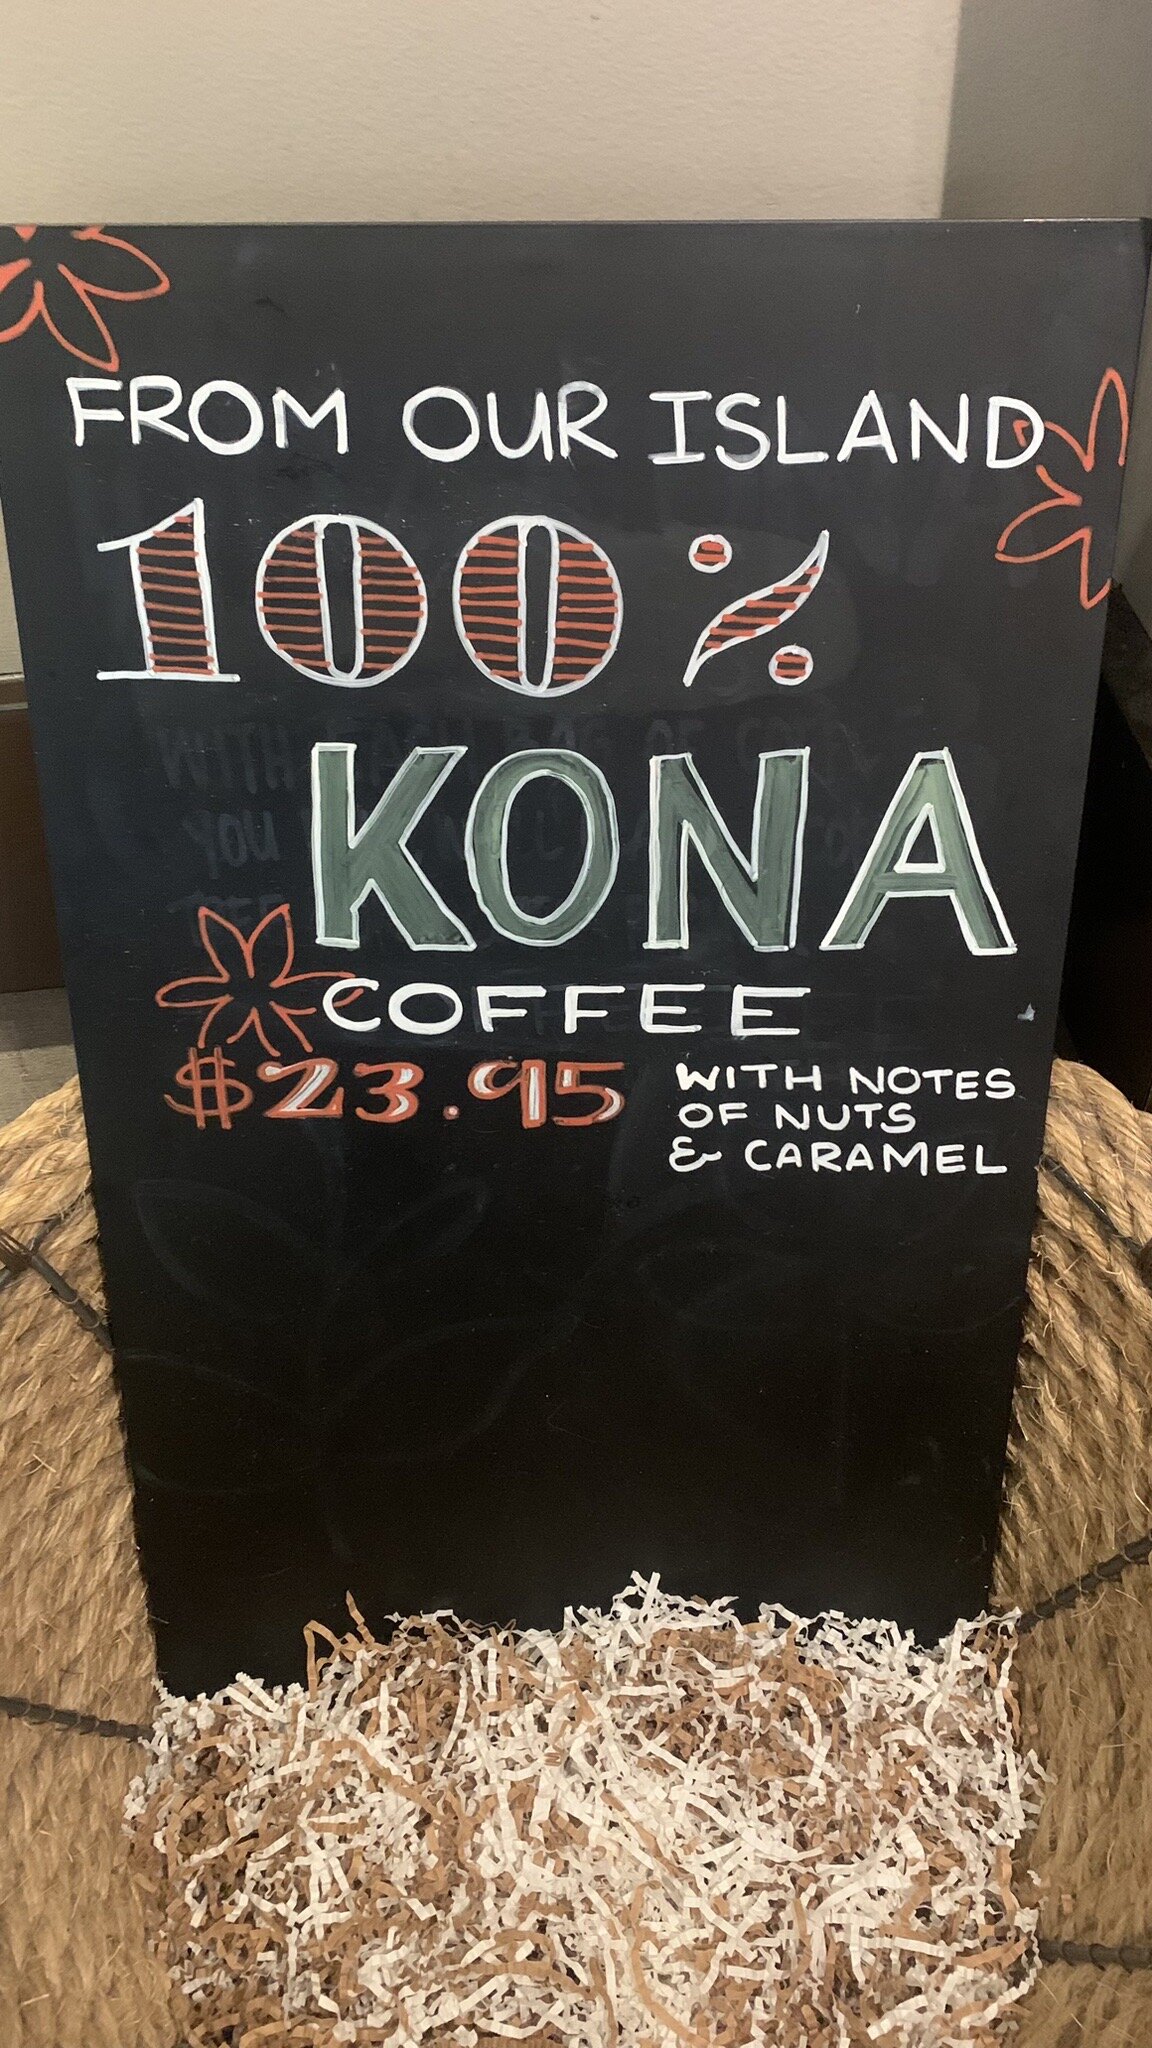 FROM OUR ISLAND
100%
KONA
COFFEE
$23.95
WITH NOTES
OF NUTS
& CARAMEL